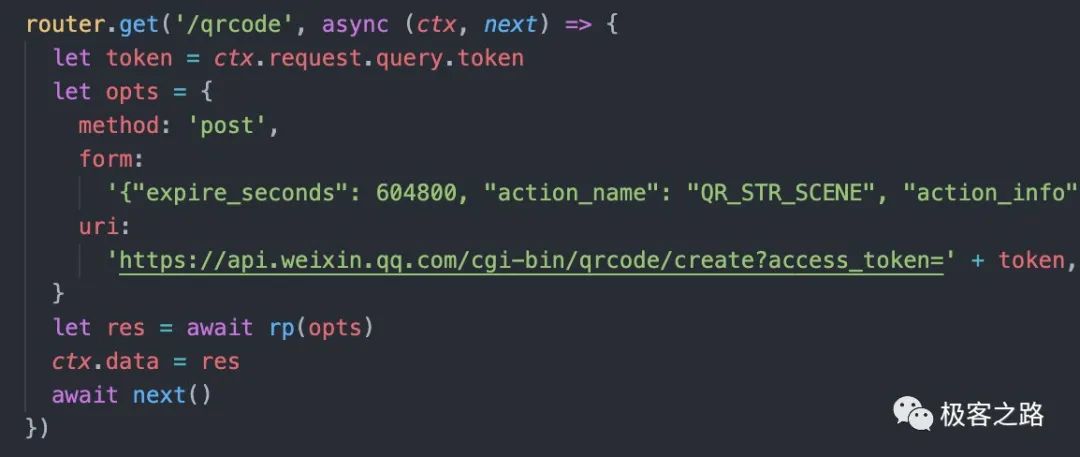 router.get('/qrcode', async (ctx, next) => {
let token = ctx.request.query.token
let opts = {
method: 'post',
form:
'{"expire_seconds": 604800, "action_name": "QR_STR_SCENE", "action_info"
uri:
'https://api.weixin.qq.com/cgi-bin/qrcode/create?access_token=' + token,
}
let res = await rp(opts)
ctx.data = res
await next()
})
极客之路